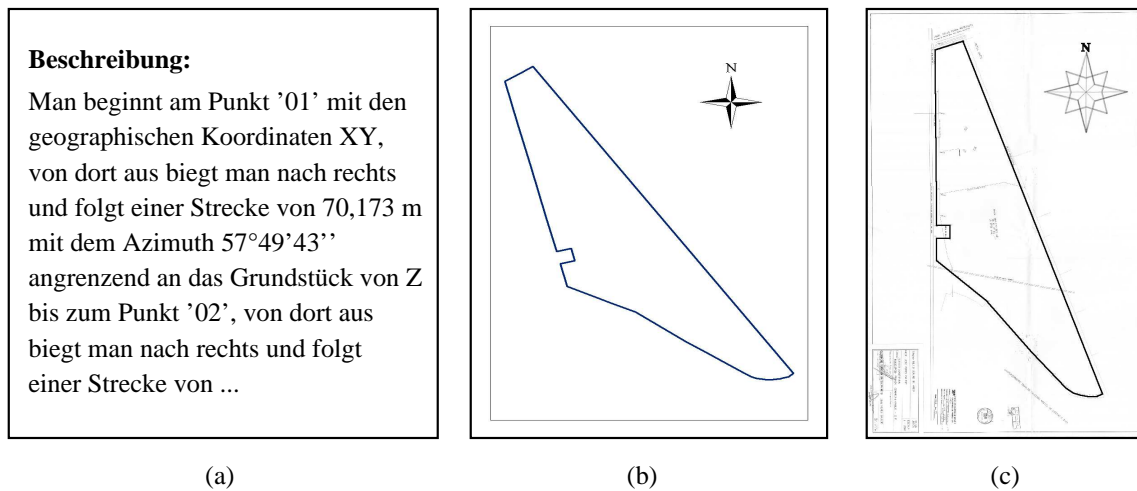 Beschreibung:
Man beginnt am Punkt ’01’ mit den
geographischen Koordinaten XY,
von dort aus biegt man nach rechts
und folgt einer Strecke von 70,173 m
mit dem Azimuth 57°49’43’’
angrenzend an das Grundstück von Z
bis zum Punkt ’02’, von dort aus
biegt man nach rechts und folgt
einer Strecke von ...
N
N
(a)
(b)
(c)